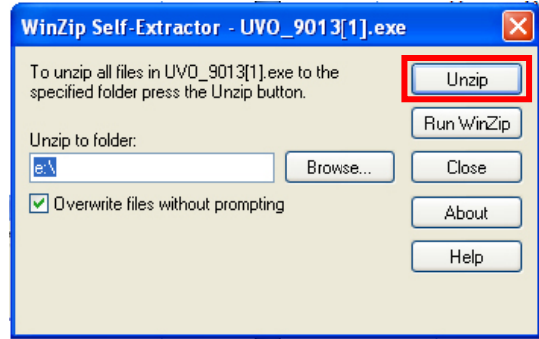 WinZip Self-Extractor - UVO_9013[1].exe
To unzip all files in UVO_9013[1].exe to the
specified folder press the Unzip button.
Unzip to folder:
e:\
Browse...
Overwrite files without prompting
Unzip
Run WinZip
Close
About
Help